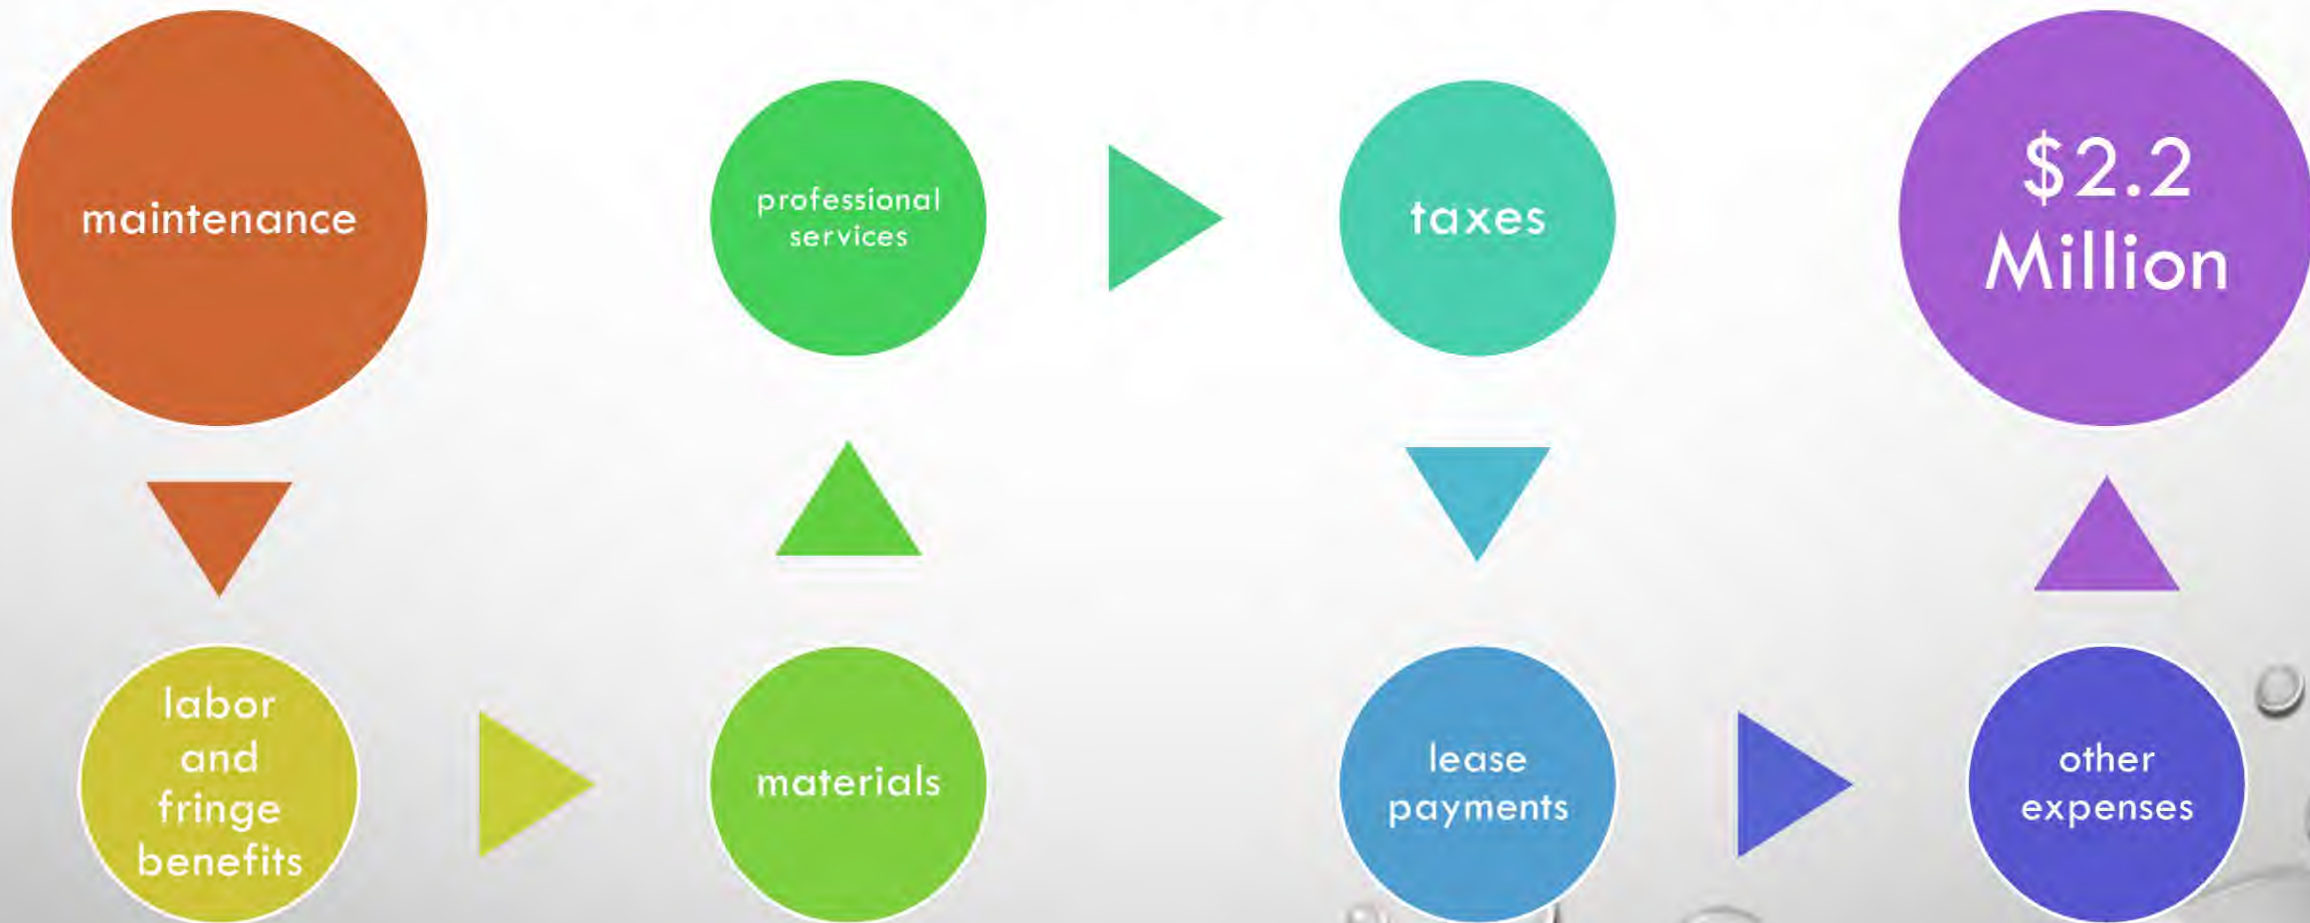 maintenance
labor
and
fringe
benefits
materials
professional
services
taxes
lease
payments
other
expenses
$2.2
Million